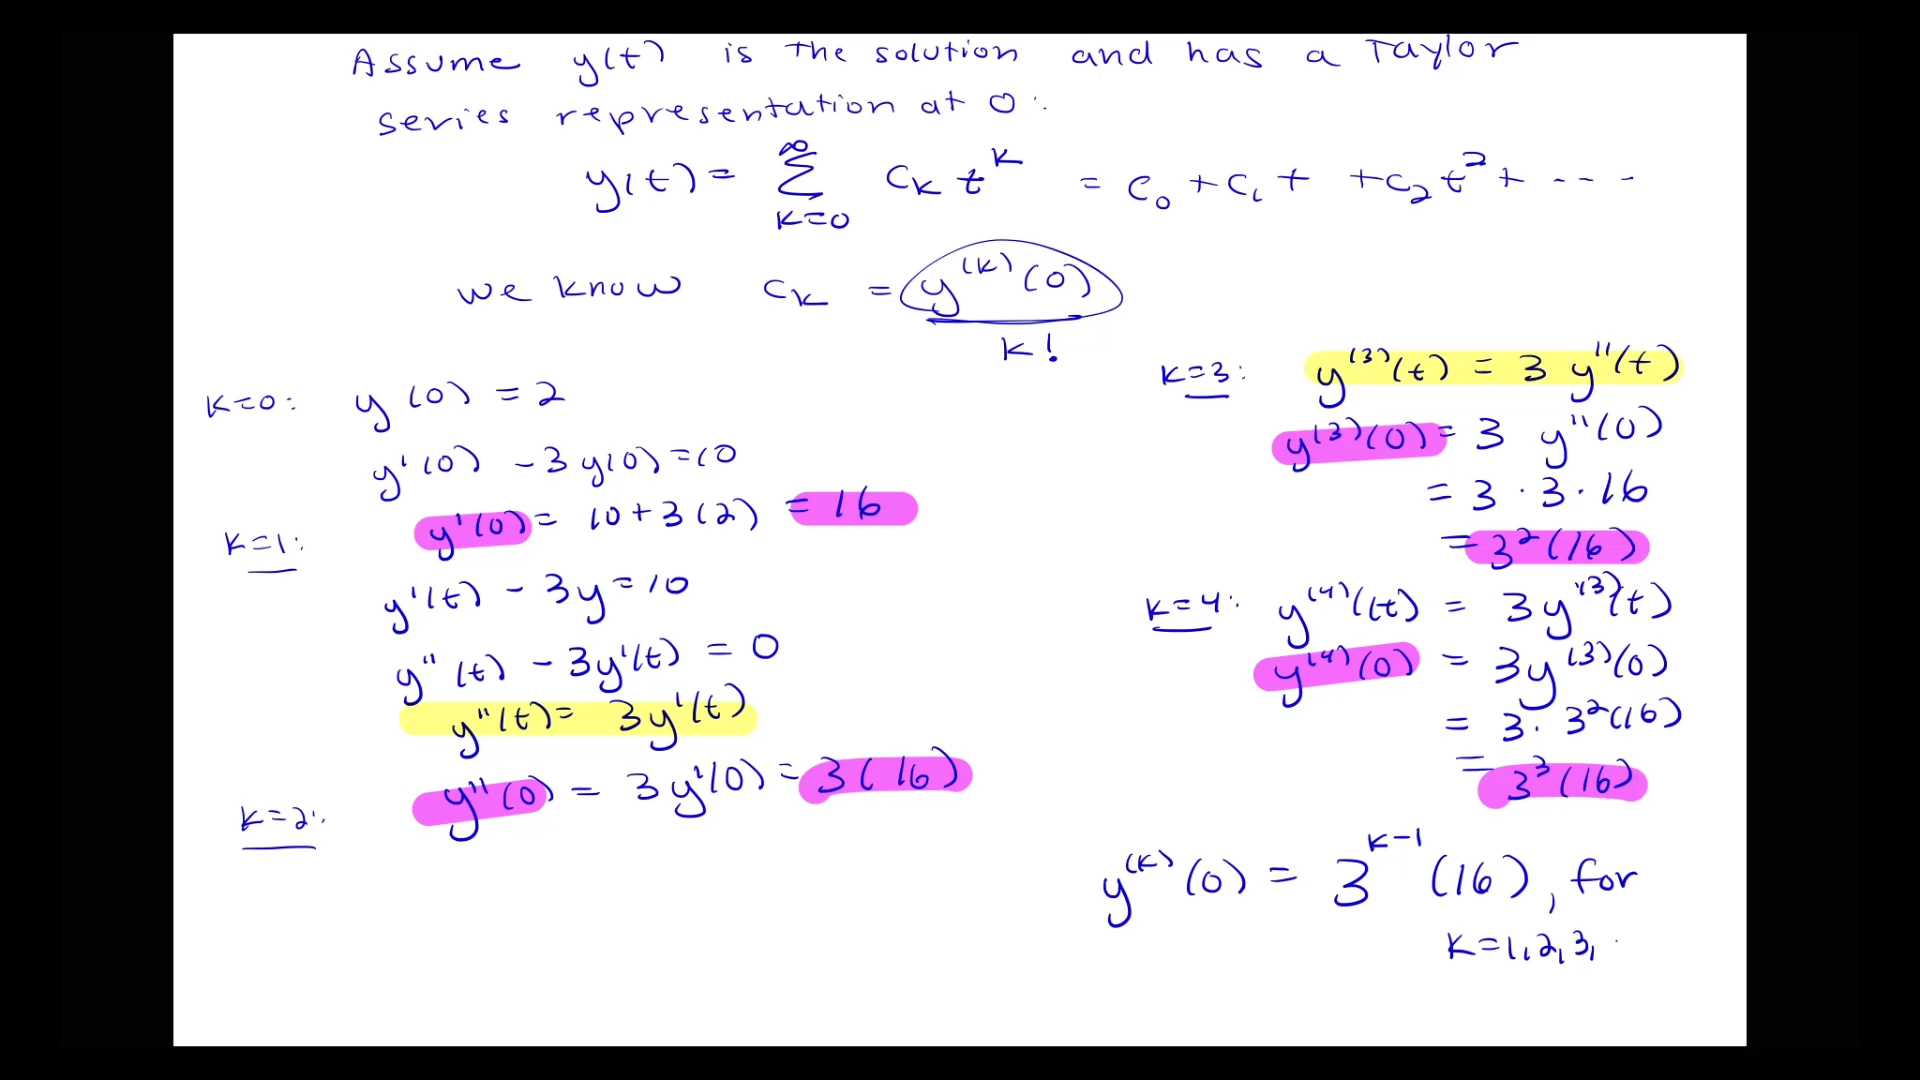 Assume y(t) is the solution and has a Taylor
series representation at 0:
y(t) = ∞ Σ k=0 c_k t^k = c_0 + c_1 t + c_2 t^2 + ---
we know c_k = y^(k)(0) / k!
k=0: y(0) = 2
y'(0) - 3y(0) = 10
k=1: y'(0) = 10+3(2) = 16
y'(t) - 3y = 10
y''(t) - 3y'(t) = 0
y''(t) = 3y'(t)
k=2: y''(0) = 3y'(0) = 3(16)
k=3: y^(3)(t) = 3 y''(t)
y^(3)(0) = 3 y''(0)
= 3 · 3 · 16
= 3^2(16)
k=4: y^(4)(t) = 3y^(3)(t)
y^(4)(0) = 3y^(3)(0)
= 3 · 3^2(16)
= 3^3(16)
y^(k)(0) = 3^(k-1) (16), for
k=1,2,3,